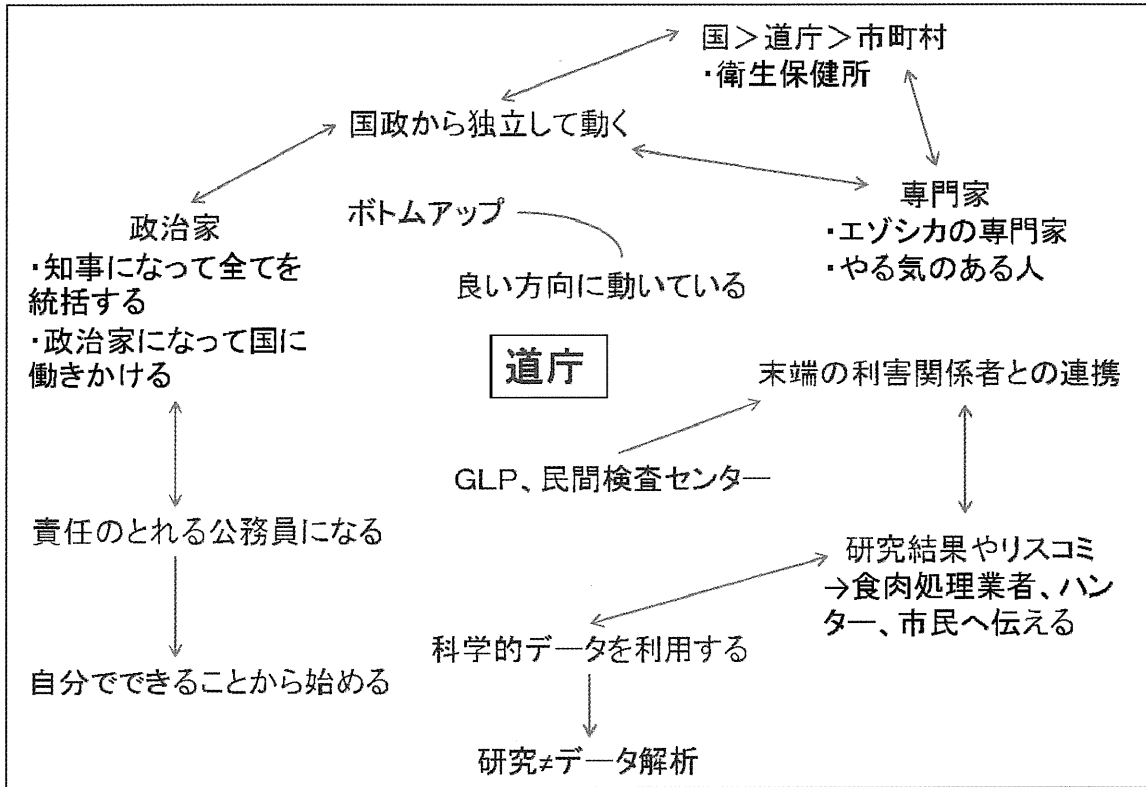 国＞道庁＞市町村
・衛生保健所
国政から独立して動く
専門家
・エゾシカの専門家
・やる気のある人
ボトムアップ
政治家
・知事になって全てを
統括する
・政治家になって国に
働きかける
良い方向に動いている
道庁
末端の利害関係者との連携
GLP、民間検査センター
責任のとれる公務員になる
研究結果やリスコミ
→食肉処理業者、ハン
ター、市民へ伝える
科学的データを利用する
自分でできることから始める
研究≠データ解析